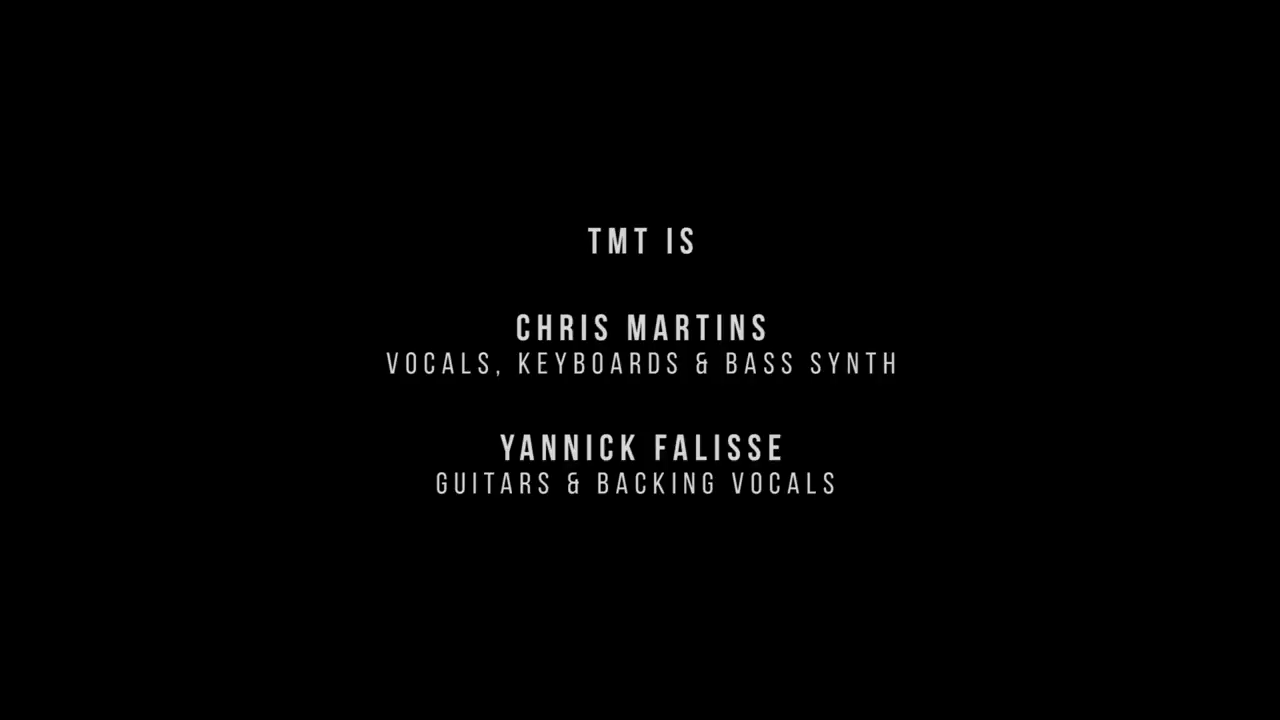 TMT IS
CHRIS MARTINS
VOCALS, KEYBOARDS & BASS SYNTH
YANNICK FALISSE
GUITARS & BACKING VOCALS